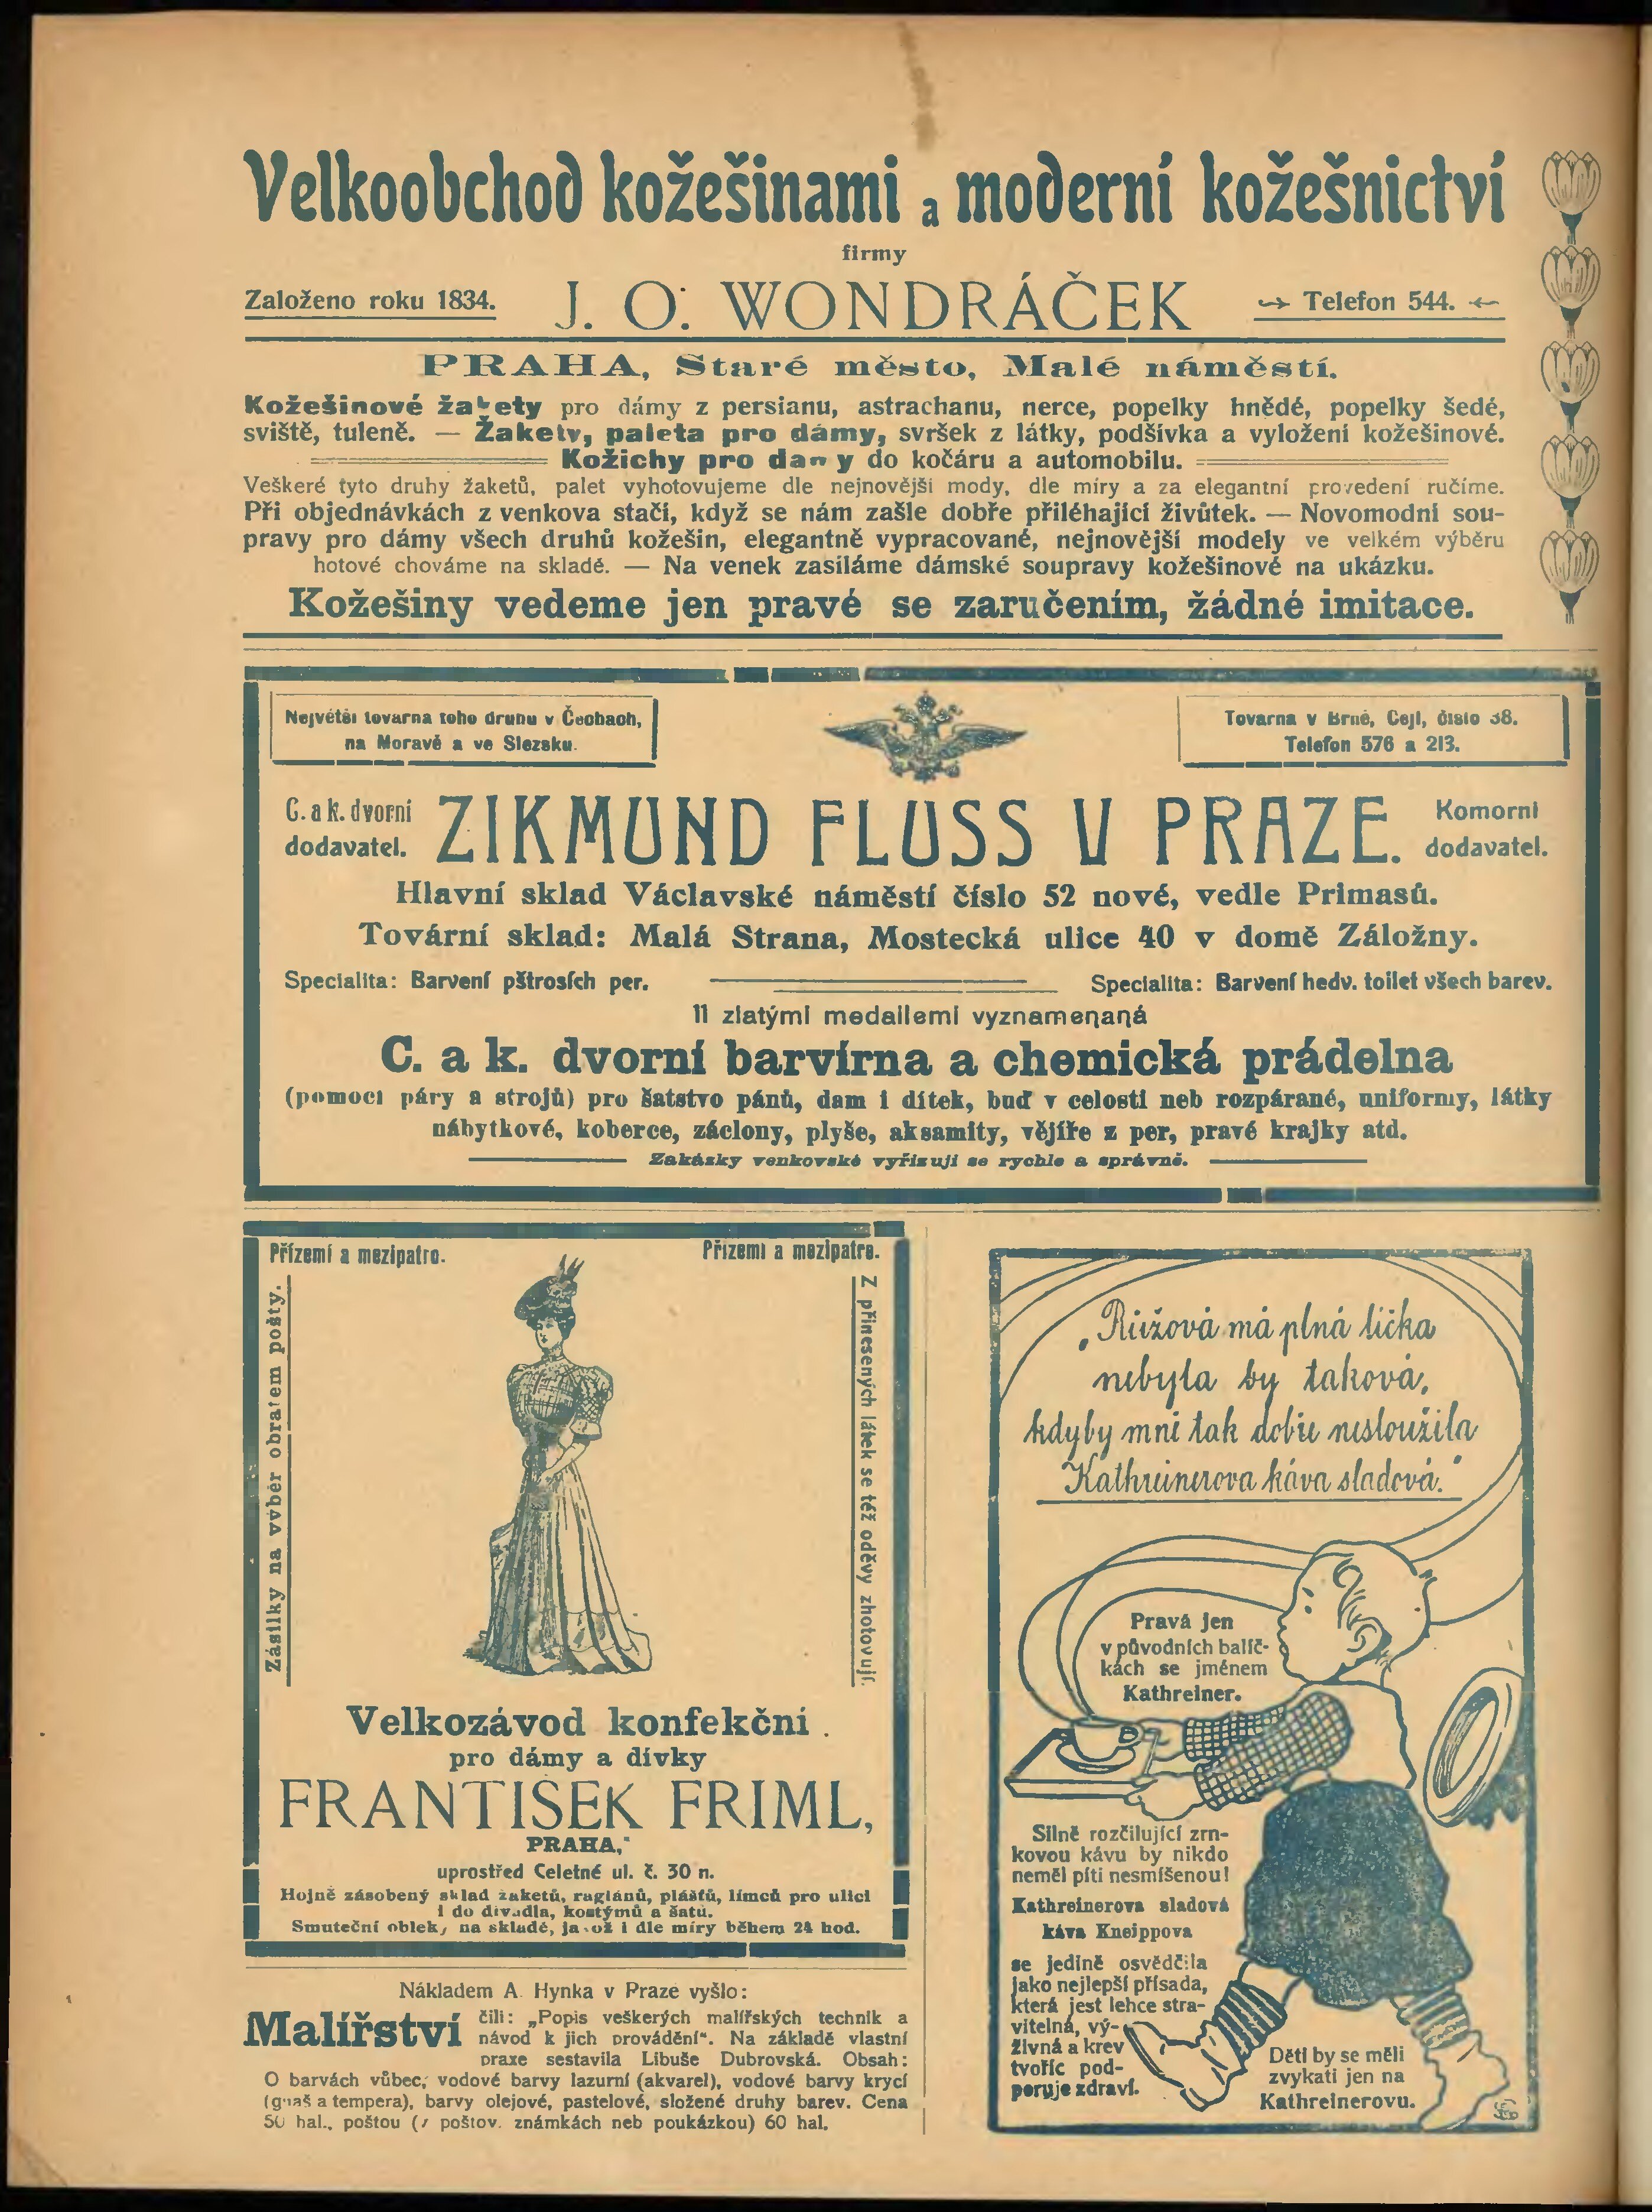 Velkoobchod kožešinami a moderní kožešnictví
firmy
Založeno roku 1834.
J. O. WONDRÁČEK
Telefon 544.
PRAHA, Staré město, Malé náměstí.
Kožešinové žakety pro dámy z persianu, astrachanu, nerce, popelky hnědé, popelky šedé,
sviště, tuleně. — Žakety, paleta pro dámy, svršek z látky, podšívka a vyložení kožešinové.
Kožichy pro dámy do kočáru a automobilu.
Veškeré tyto druhy žaketů, palet vyhotovujeme dle nejnovější mody, dle míry a za elegantní provedení ručíme.
Při objednávkách z venkova stačí, když se nám zašle dobře přiléhající živůtek. — Novomodní sou-
pravy pro dámy všech druhů kožešin, elegantně vypracované, nejnovější modely ve velkém výběru
hotové chováme na skladě. — Na venek zasíláme dámské soupravy kožešinové na ukázku.
Kožešiny vedeme jen pravé se zaručením, žádné imitace.
Největší tovarna toho druhu v Čechách,
na Moravě a ve Slezsku.
Tovarna v Brně, Cejl, číslo 38.
Telefon 576 a 213.
C. a k. dvorní
dodavatel.
ZIKMUND FLUSS V PRAZE.
Komorní
dodavatel.
Hlavní sklad Václavské náměstí číslo 52 nové, vedle Primasů.
Tovární sklad: Malá Strana, Mostecká ulice 40 v domě Záložny.
Specialita: Barvení pštrosích per.
Specialita: Barvení hedv. toilet všech barev.
11 zlatými medailemi vyznamenaná
C. a k. dvorní barvírna a chemická prádelna
(pomocí páry a strojů) pro šatstvo pánů, dam i dítek, buď v celosti neb rozpárané, uniformy, látky
nábytkové, koberce, záclony, plyše, aksamity, vějíře z per, pravé krajky atd.
Zakázky venkovské vyřizují se rychle a správně.
Přízemí a mezipatro.
Přízemí a mezipatro.
Zásilky na výběr obratem pošty.
Z přinesených látek se též oděvy zhotovují.
Velkozávod konfekční
pro dámy a dívky
FRANTISEK FRIML,
PRAHA,
uprostřed Celetné ul. č. 30 n.
Hojně zásobený sklad žaketů, raglánů, plášťů, límců pro ulici
i do divadla, kostýmů a šatů.
Smuteční obleky na skladě, jakož i dle míry během 24 hod.
Nákladem A. Hynka v Praze vyšlo:
Malířství čili: „Popis veškerých malířských technik a
návod k jich provádění“. Na základě vlastní
praxe sestavila Libuše Dubrovská. Obsah:
O barvách vůbec, vodové barvy lazurní (akvarel), vodové barvy krycí
(guaš a tempera), barvy olejové, pastelové, složené druhy barev. Cena
50 hal., poštou (v poštov. známkách neb poukázkou) 60 hal.
„Růžová má plná líčka
nebyla by taková,
kdyby mně tak dobře nesloužila
Kathreinerova káva sladová.“
Pravá jen
v původních balíč-
kách se jménem
Kathreiner.
Silně rozčilující zrn-
kovou kávu by nikdo
neměl píti nesmíšenou!
Kathreinerova sladová
káva Kneippova
se jedině osvědčila
jako nejlepší přísada,
která jest lehce stra-
vitelná, vý-
živná a krev
tvoříc pod-
poruje zdraví.
Děti by se měli
zvykati jen na
Kathreinerovu.